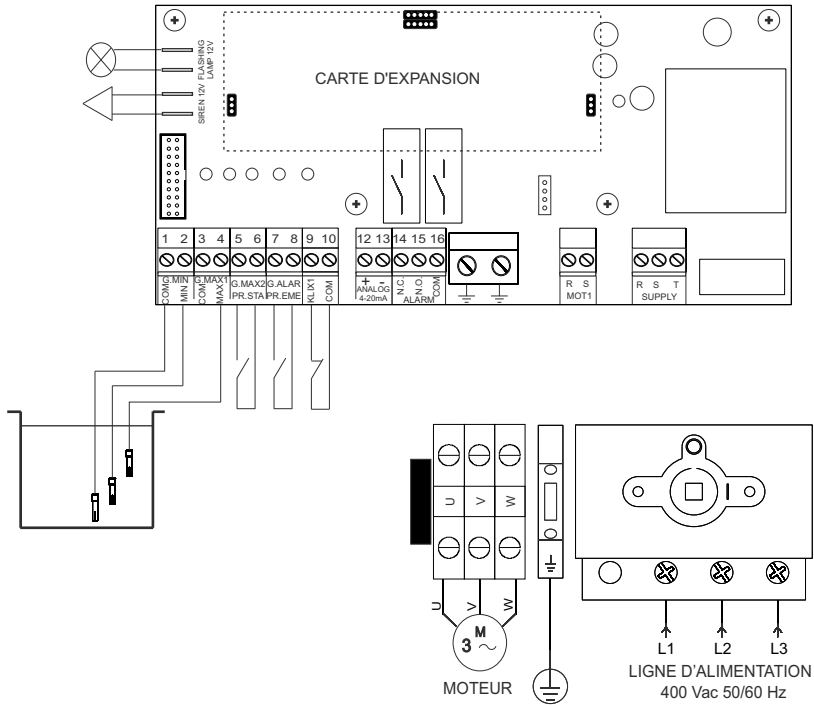 CARTE D'EXPANSION
FLASHING
LAMP 12V
SIREN 12V
1 2 3 4 5 6 7 8 9 10 12 13 14 15 16
COM
G.MIN
MIN
COM
G.MAX1
MAX1
G.MAX2
PR.STA
G.ALAR
PR.EME
KLIX1
COM
+ -
ANALOG
4-20mA
N.C.
N.O.
COM
ALARM
R S
MOT1
R S T
SUPPLY
U V W
U V W
M
3 ~
MOTEUR
L1 L2 L3
LIGNE D’ALIMENTATION
400 Vac 50/60 Hz